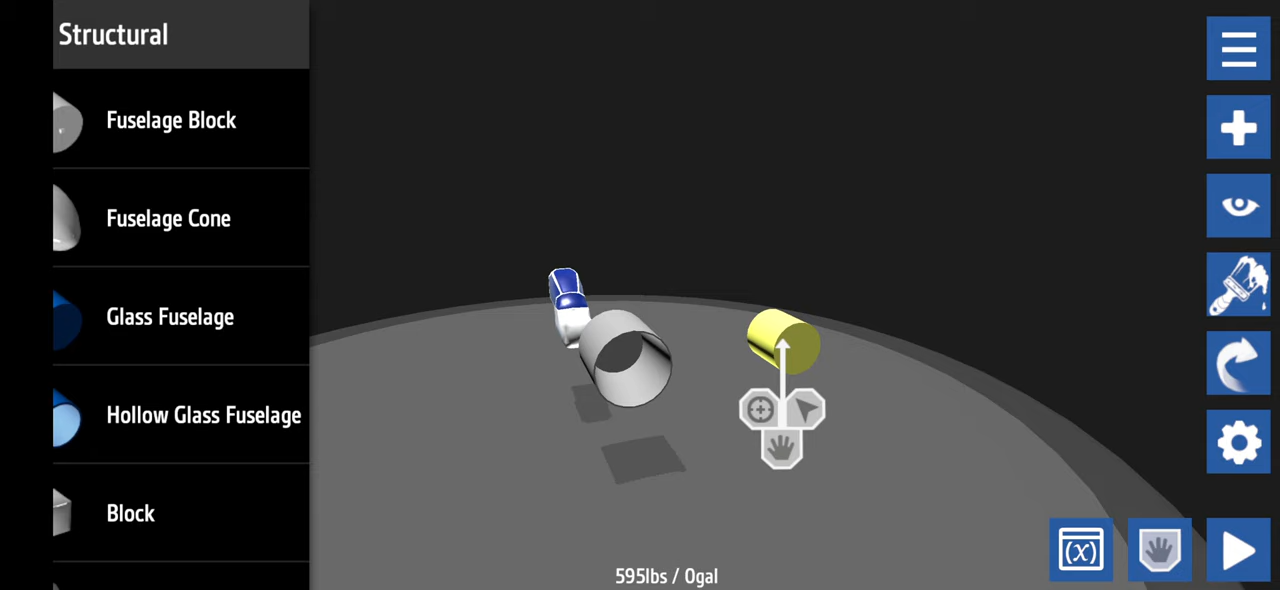 Structural
Fuselage Block
Fuselage Cone
Glass Fuselage
Hollow Glass Fuselage
Block
(x)
595lbs / 0gal